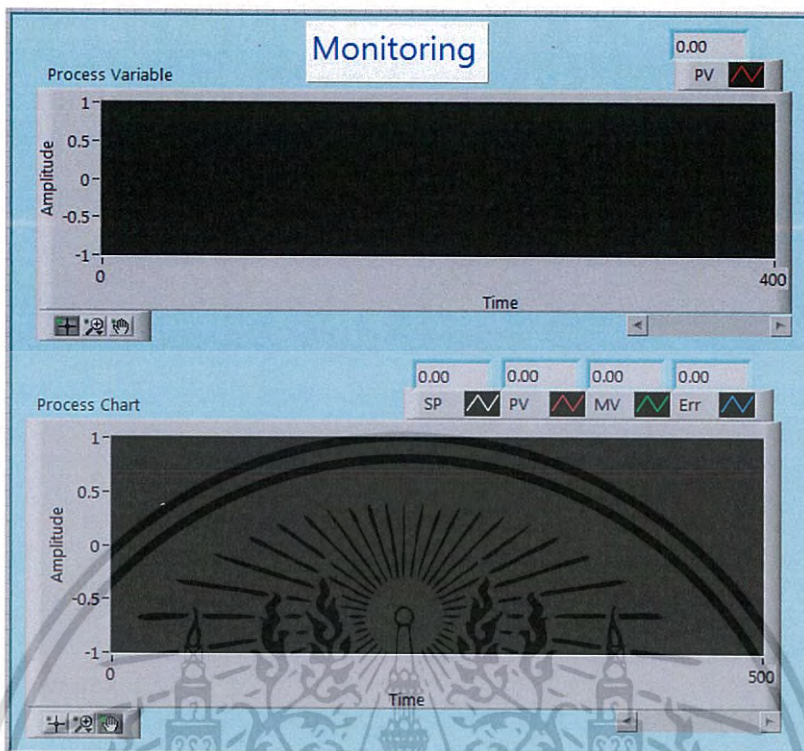 Monitoring
0.00
Process Variable
PV
1
0.5
0
-0.5
-1
Amplitude
0
400
Time
0.00 0.00 0.00 0.00
Process Chart
SP PV MV Err
1
0.5
0
-0.5
-1
Amplitude
0
500
Time